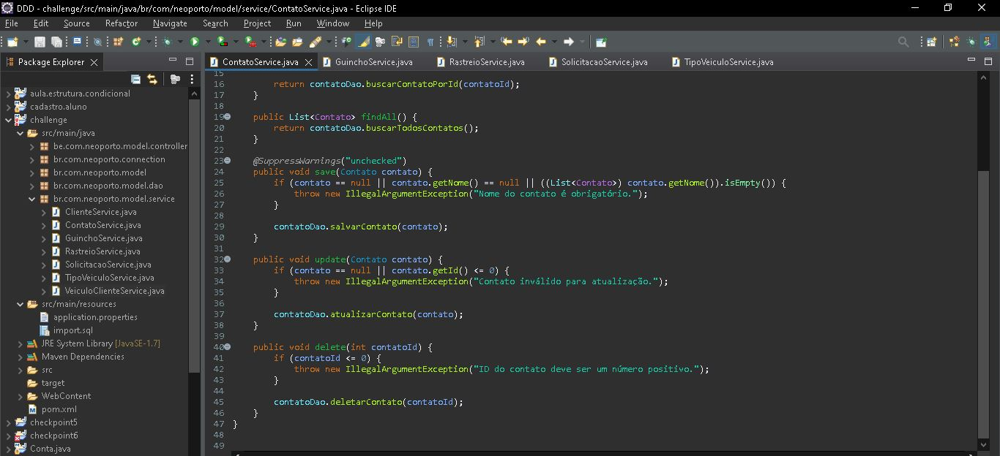 DDD - challenge/src/main/java/br/com/neoporto/model/service/ContatoService.java - Eclipse IDE
File Edit Source Refactor Navigate Search Project Run Window Help
Package Explorer
ContatoService.java GuinchoService.java RastreioService.java SolicitacaoService.java TipoVeiculoService.java
aula.estrutura.condicional
cadastro.aluno
challenge
src/main/java
be.com.neoporto.model.controller
br.com.neoporto.connection
br.com.neoporto.model
br.com.neoporto.model.dao
br.com.neoporto.model.service
ClienteService.java
ContatoService.java
GuinchoService.java
RastreioService.java
SolicitacaoService.java
TipoVeiculoService.java
VeiculoClienteService.java
src/main/resources
application.properties
import.sql
JRE System Library [JavaSE-1.7]
Maven Dependencies
src
target
WebContent
pom.xml
checkpoint5
checkpoint6
Conta.java
15
16 return contatoDao.buscarContatoPorId(contatoId);
17 }
18
19 public List<Contato> findAll() {
20 return contatoDao.buscarTodosContatos();
21 }
22
23 @SuppressWarnings("unchecked")
24 public void save(Contato contato) {
25 if (contato == null || contato.getNome() == null || ((List<Contato>) contato.getNome()).isEmpty()) {
26 throw new IllegalArgumentException("Nome do contato é obrigatório.");
27 }
28
29 contatoDao.salvarContato(contato);
30 }
31
32 public void update(Contato contato) {
33 if (contato == null || contato.getId() <= 0) {
34 throw new IllegalArgumentException("Contato inválido para atualização.");
35 }
36
37 contatoDao.atualizarContato(contato);
38 }
39
40 public void delete(int contatoId) {
41 if (contatoId <= 0) {
42 throw new IllegalArgumentException("ID do contato deve ser um número positivo.");
43 }
44
45 contatoDao.deletarContato(contatoId);
46 }
47 }
48
49